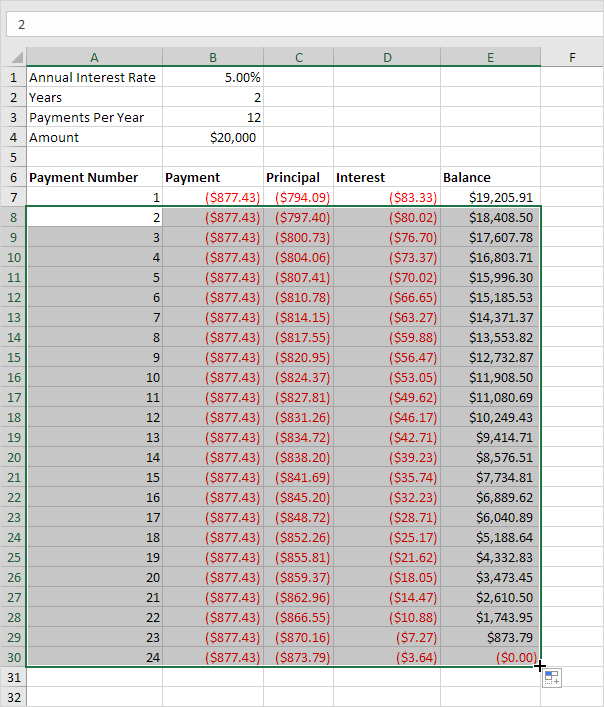 2
A B C D E F
1 Annual Interest Rate 5.00%
2 Years 2
3 Payments Per Year 12
4 Amount $20,000
5
6 Payment Number Payment Principal Interest Balance
7 1 ($877.43) ($794.09) ($83.33) $19,205.91
8 2 ($877.43) ($797.40) ($80.02) $18,408.50
9 3 ($877.43) ($800.73) ($76.70) $17,607.78
10 4 ($877.43) ($804.06) ($73.37) $16,803.71
11 5 ($877.43) ($807.41) ($70.02) $15,996.30
12 6 ($877.43) ($810.78) ($66.65) $15,185.53
13 7 ($877.43) ($814.15) ($63.27) $14,371.37
14 8 ($877.43) ($817.55) ($59.88) $13,553.82
15 9 ($877.43) ($820.95) ($56.47) $12,732.87
16 10 ($877.43) ($824.37) ($53.05) $11,908.50
17 11 ($877.43) ($827.81) ($49.62) $11,080.69
18 12 ($877.43) ($831.26) ($46.17) $10,249.43
19 13 ($877.43) ($834.72) ($42.71) $9,414.71
20 14 ($877.43) ($838.20) ($39.23) $8,576.51
21 15 ($877.43) ($841.69) ($35.74) $7,734.81
22 16 ($877.43) ($845.20) ($32.23) $6,889.62
23 17 ($877.43) ($848.72) ($28.71) $6,040.89
24 18 ($877.43) ($852.26) ($25.17) $5,188.64
25 19 ($877.43) ($855.81) ($21.62) $4,332.83
26 20 ($877.43) ($859.37) ($18.05) $3,473.45
27 21 ($877.43) ($862.96) ($14.47) $2,610.50
28 22 ($877.43) ($866.55) ($10.88) $1,743.95
29 23 ($877.43) ($870.16) ($7.27) $873.79
30 24 ($877.43) ($873.79) ($3.64) ($0.00)
31
32